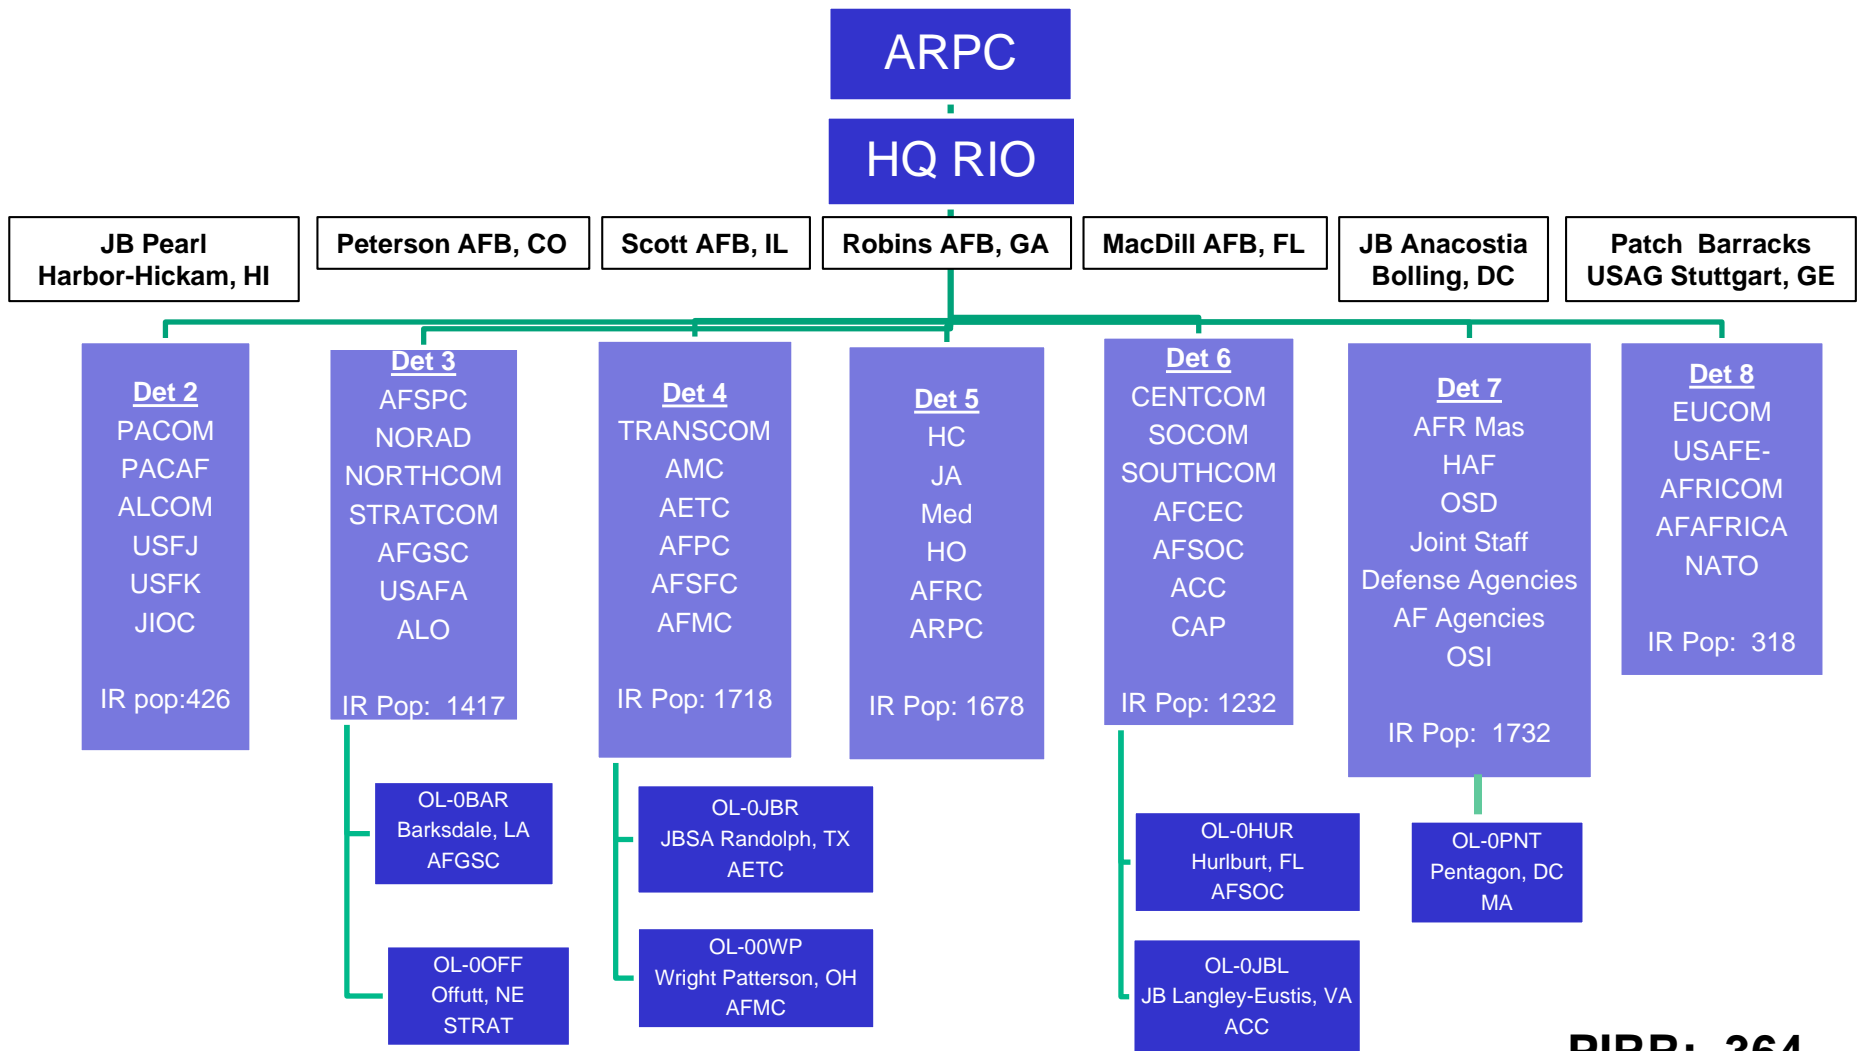 ARPC
HQ RIO
JB Pearl
Harbor-Hickam, HI
Peterson AFB, CO
Scott AFB, IL
Robins AFB, GA
MacDill AFB, FL
JB Anacostia
Bolling, DC
Patch Barracks
USAG Stuttgart, GE
Det 2
PACOM
PACAF
ALCOM
USFJ
USFK
JIOC
IR pop:426
Det 3
AFSPC
NORAD
NORTHCOM
STRATCOM
AFGSC
USAFA
ALO
IR Pop: 1417
Det 4
TRANSCOM
AMC
AETC
AFPC
AFSFC
AFMC
IR Pop: 1718
Det 5
HC
JA
Med
HO
AFRC
ARPC
IR Pop: 1678
Det 6
CENTCOM
SOCOM
SOUTHCOM
AFCEC
AFSOC
ACC
CAP
IR Pop: 1232
Det 7
AFR Mas
HAF
OSD
Joint Staff
Defense Agencies
AF Agencies
OSI
IR Pop: 1732
Det 8
EUCOM
USAFE-
AFRICOM
AFAFRICA
NATO
IR Pop: 318
OL-0BAR
Barksdale, LA
AFGSC
OL-0OFF
Offutt, NE
STRAT
OL-0JBR
JBSA Randolph, TX
AETC
OL-00WP
Wright Patterson, OH
AFMC
OL-0HUR
Hurlburt, FL
AFSOC
OL-0JBL
JB Langley-Eustis, VA
ACC
OL-0PNT
Pentagon, DC
MA
364